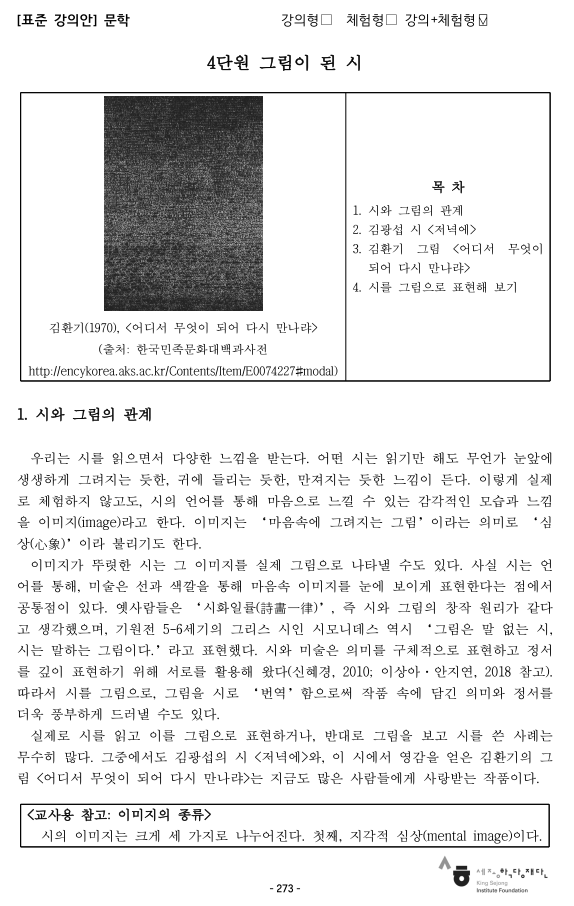 [표준 강의안] 문학
강의형□ 체험형□ 강의+체험형☑
4단원 그림이 된 시
김환기(1970), <어디서 무엇이 되어 다시 만나랴>
(출처: 한국민족문화대백과사전
http://encykorea.aks.ac.kr/Contents/Item/E0074227#modal)
목 차
1. 시와 그림의 관계
2. 김광섭 시 <저녁에>
3. 김환기 그림 <어디서 무엇이
되어 다시 만나랴>
4. 시를 그림으로 표현해 보기
1. 시와 그림의 관계
우리는 시를 읽으면서 다양한 느낌을 받는다. 어떤 시는 읽기만 해도 무언가 눈앞에
생생하게 그려지는 듯한, 귀에 들리는 듯한, 만져지는 듯한 느낌이 든다. 이렇게 실제
로 체험하지 않고도, 시의 언어를 통해 마음으로 느낄 수 있는 감각적인 모습과 느낌
을 이미지(image)라고 한다. 이미지는 ‘마음속에 그려지는 그림’이라는 의미로 ‘심
상(心象)’이라 불리기도 한다.
이미지가 뚜렷한 시는 그 이미지를 실제 그림으로 나타낼 수도 있다. 사실 시는 언
어를 통해, 미술은 선과 색깔을 통해 마음속 이미지를 눈에 보이게 표현한다는 점에서
공통점이 있다. 옛사람들은 ‘시화일률(詩畵一律)’, 즉 시와 그림의 창작 원리가 같다
고 생각했으며, 기원전 5-6세기의 그리스 시인 시모니데스 역시 ‘그림은 말 없는 시,
시는 말하는 그림이다.’라고 표현했다. 시와 미술은 의미를 구체적으로 표현하고 정서
를 깊이 표현하기 위해 서로를 활용해 왔다(신혜경, 2010; 이상아·안지연, 2018 참고).
따라서 시를 그림으로, 그림을 시로 ‘번역’함으로써 작품 속에 담긴 의미와 정서를
더욱 풍부하게 드러낼 수도 있다.
실제로 시를 읽고 이를 그림으로 표현하거나, 반대로 그림을 보고 시를 쓴 사례는
무수히 많다. 그중에서도 김광섭의 시 <저녁에>와, 이 시에서 영감을 얻은 김환기의 그
림 <어디서 무엇이 되어 다시 만나랴>는 지금도 많은 사람들에게 사랑받는 작품이다.
<교사용 참고: 이미지의 종류>
시의 이미지는 크게 세 가지로 나누어진다. 첫째, 지각적 심상(mental image)이다.
- 273 -
세종학당재단
King Sejong
Institute Foundation